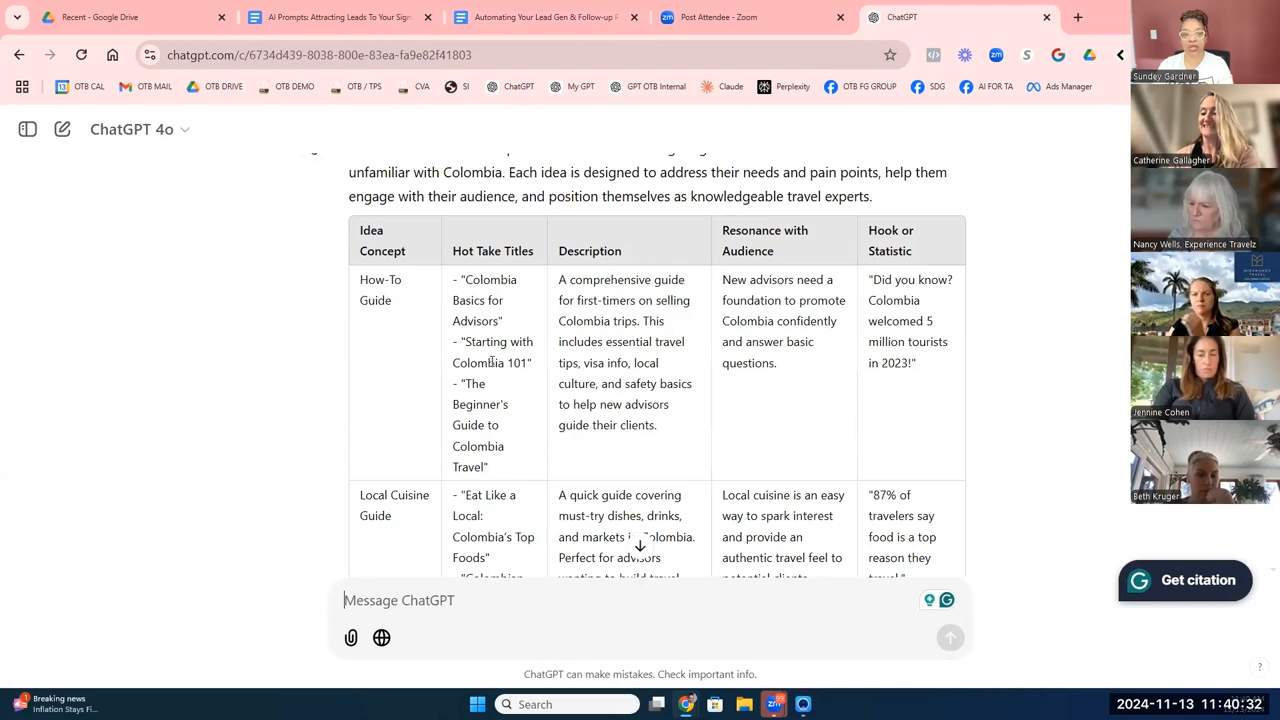 Recent - Google Drive
AI Prompts: Attracting Leads To Your Sign
Automating Your Lead Gen & Follow-up F
Post Attendee - Zoom
ChatGPT
chatgpt.com/c/6734d439-8038-800e-83ea-fa9e82f41803
OTB CAL
OTB MAIL
OTB DRIVE
OTB DEMO
OTB / TPS
CVA
ChatGPT
My GPT
GPT OTB Internal
Claude
Perplexity
OTB FG GROUP
SDG
AI FOR TA
Ads Manager
ChatGPT 4o
unfamiliar with Colombia. Each idea is designed to address their needs and pain points, help them
engage with their audience, and position themselves as knowledgeable travel experts.
Idea
Concept
Hot Take Titles
Description
Resonance with
Audience
Hook or
Statistic
How-To
Guide
- "Colombia
Basics for
Advisors"
- "Starting with
Colombia 101"
- "The
Beginner's
Guide to
Colombia
Travel"
A comprehensive guide
for first-timers on selling
Colombia trips. This
includes essential travel
tips, visa info, local
culture, and safety basics
to help new advisors
guide their clients.
New advisors need a
foundation to promote
Colombia confidently
and answer basic
questions.
"Did you know?
Colombia
welcomed 5
million tourists
in 2023!"
Local Cuisine
Guide
- "Eat Like a
Local:
Colombia's Top
Foods"
- "Colombian
A quick guide covering
must-try dishes, drinks,
and markets in Colombia.
Perfect for advisors
wanting to build travel
Local cuisine is an easy
way to spark interest
and provide an
authentic travel feel to
potential clients
"87% of
travelers say
food is a top
reason they
travel."
Message ChatGPT
ChatGPT can make mistakes. Check important info.
?
Get citation
Sundey Gardner
Catherine Gallagher
Nancy Wells, Experience Travelz
Jennine Cohen
Beth Kruger
Breaking news
Inflation Stays Fi...
Search
2024-11-13 11:40:32